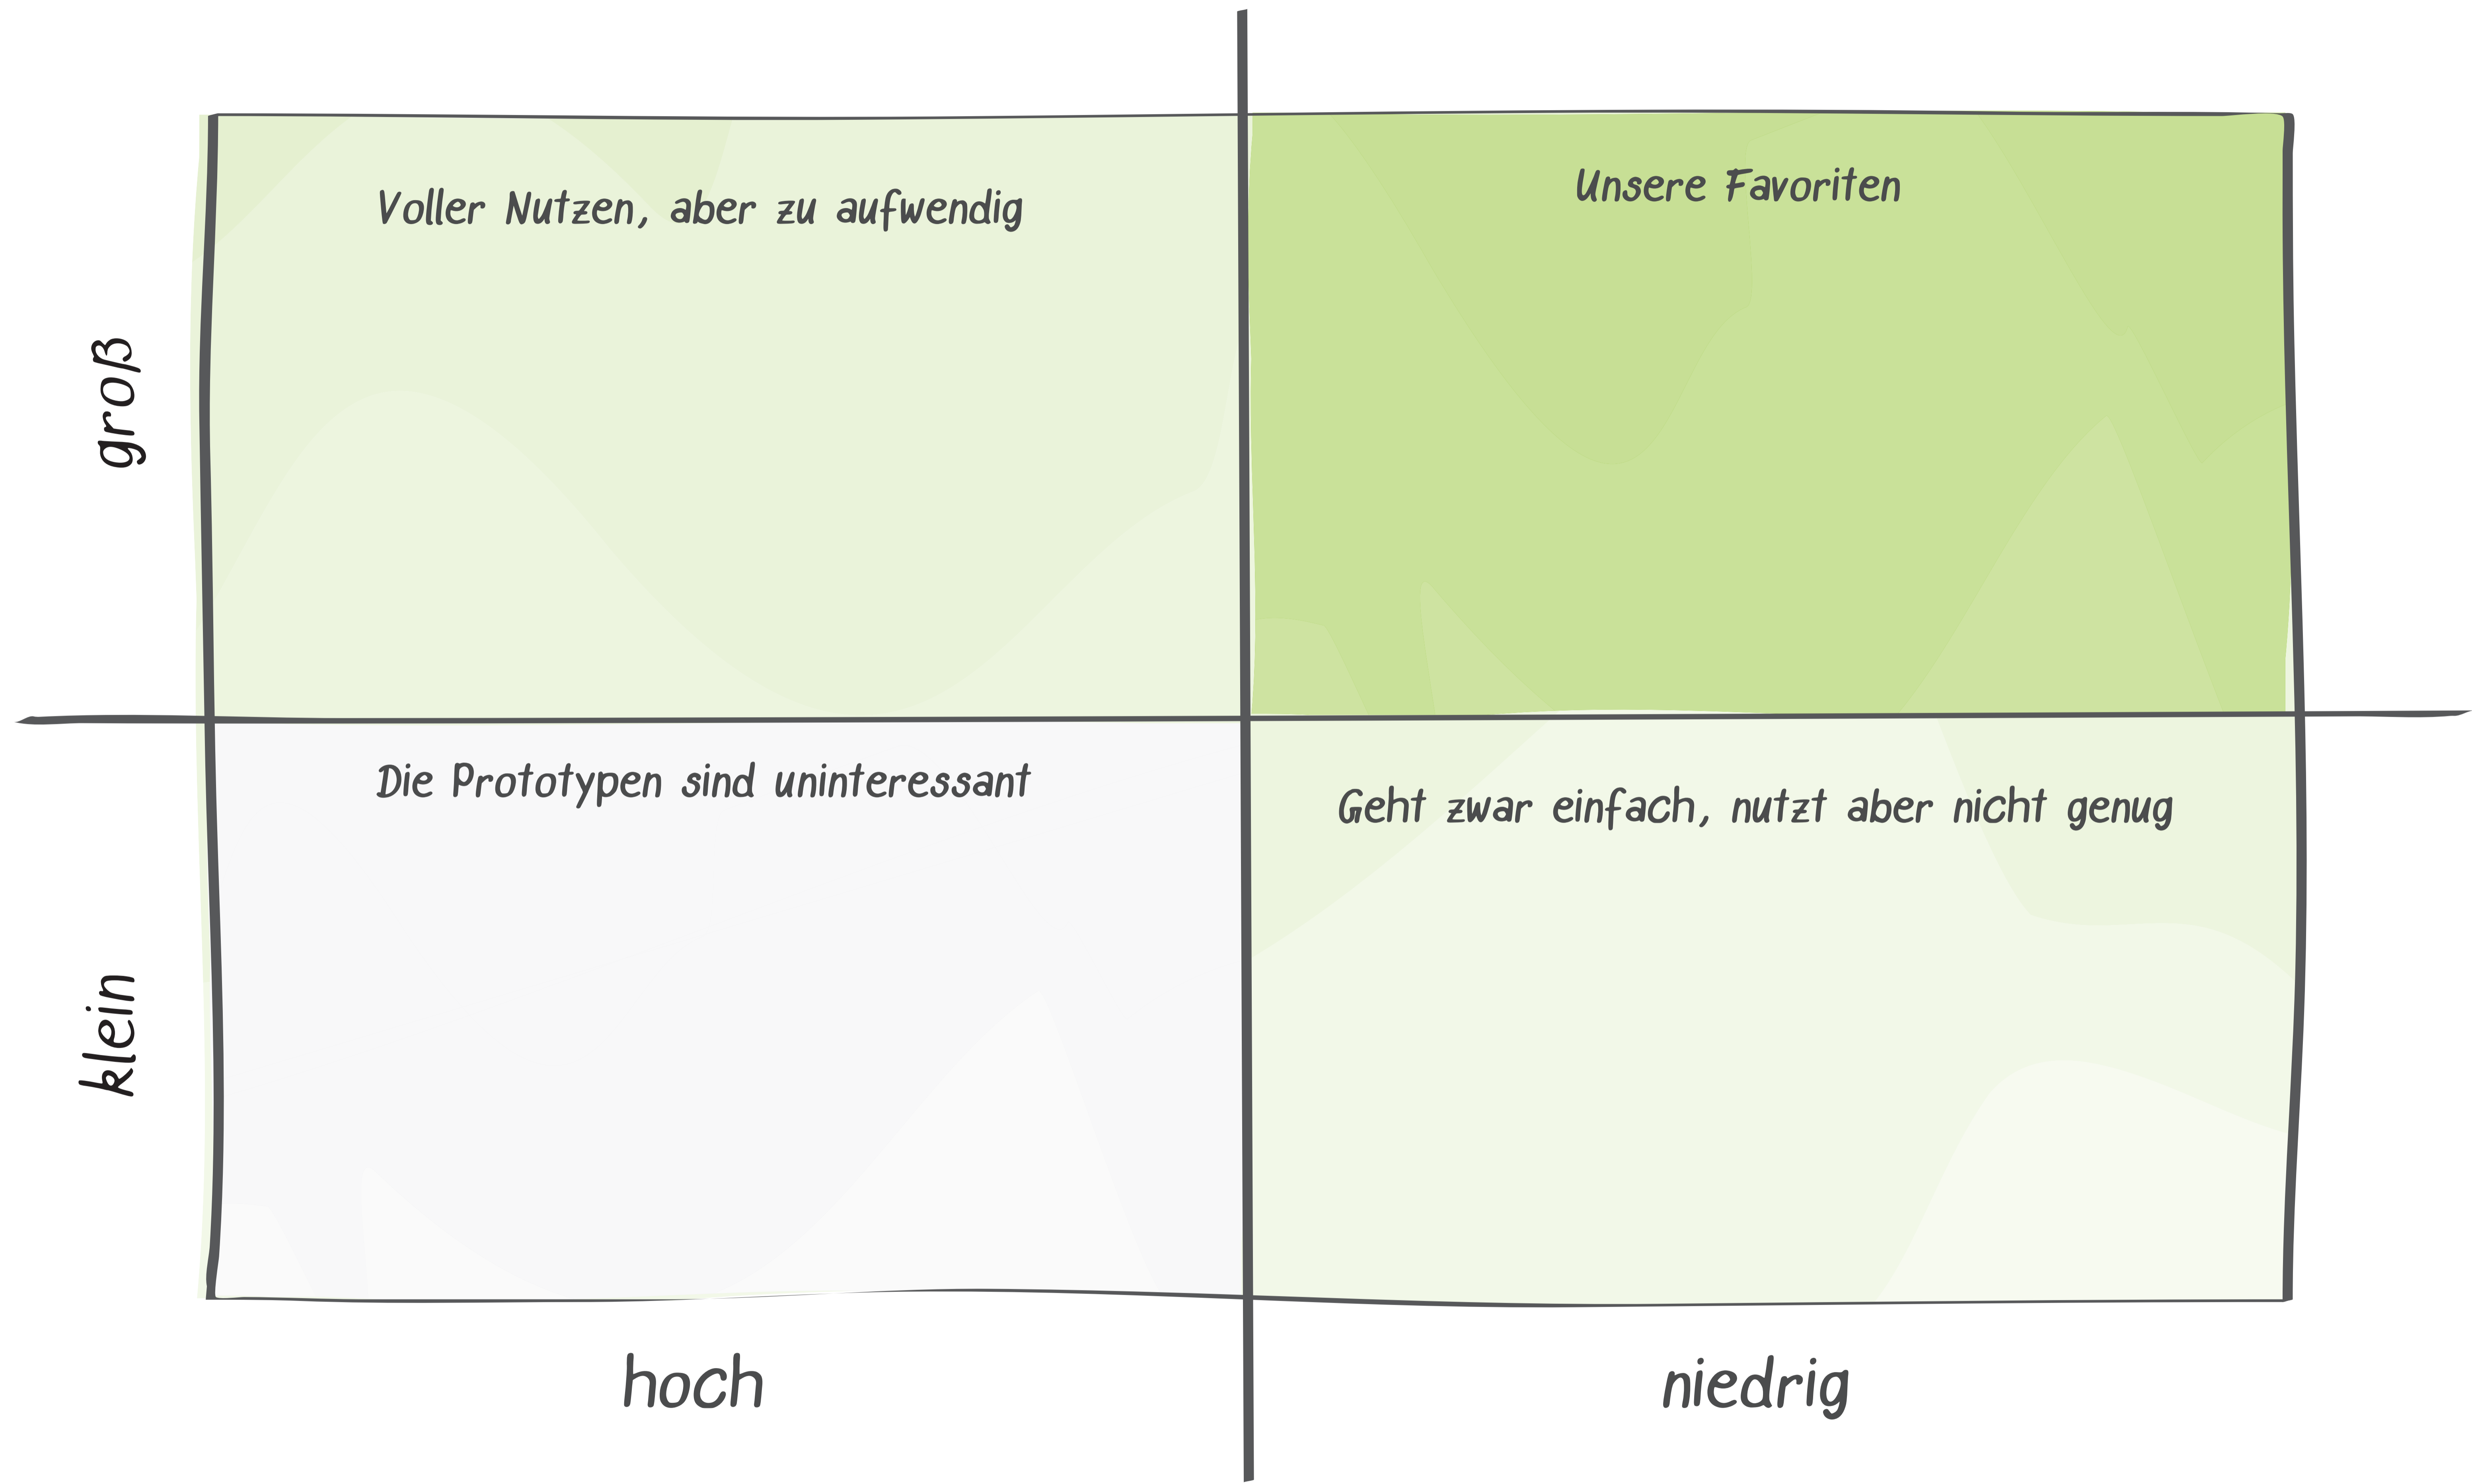 Voller Nutzen, aber zu aufwendig
Unsere Favoriten
groß
Die Prototypen sind uninteressant
Geht zwar einfach, nutzt aber nicht genug
klein
hoch
niedrig